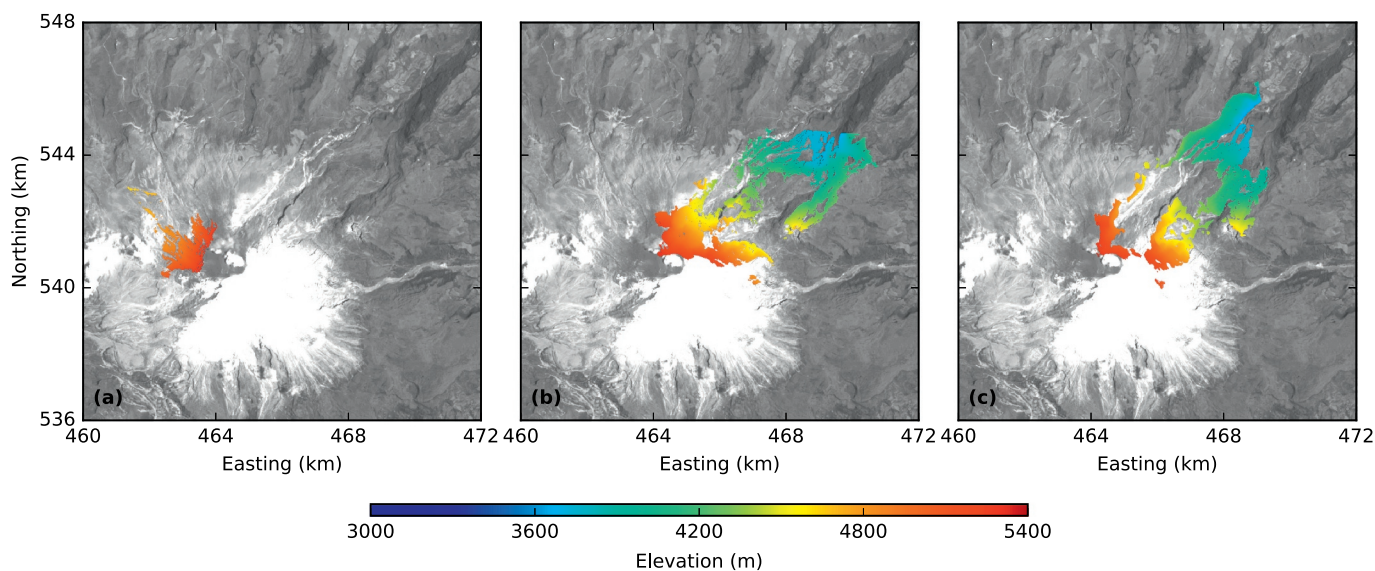 548
544
540
536
Northing (km)
(a) (b) (c)
460 464 468 472 460 464 468 472 460 464 468 472
Easting (km) Easting (km) Easting (km)
3000 3600 4200 4800 5400
Elevation (m)